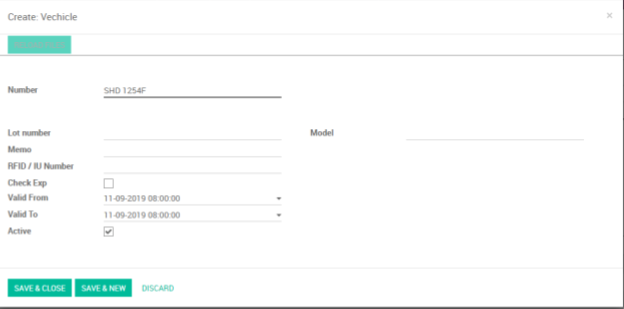 Create: Vechicle ×
Number SHD 1254F
Lot number Model
Memo
RFID / IU Number
Check Exp
Valid From 11-09-2019 08:00:00
Valid To 11-09-2019 08:00:00
Active
SAVE & CLOSE SAVE & NEW DISCARD